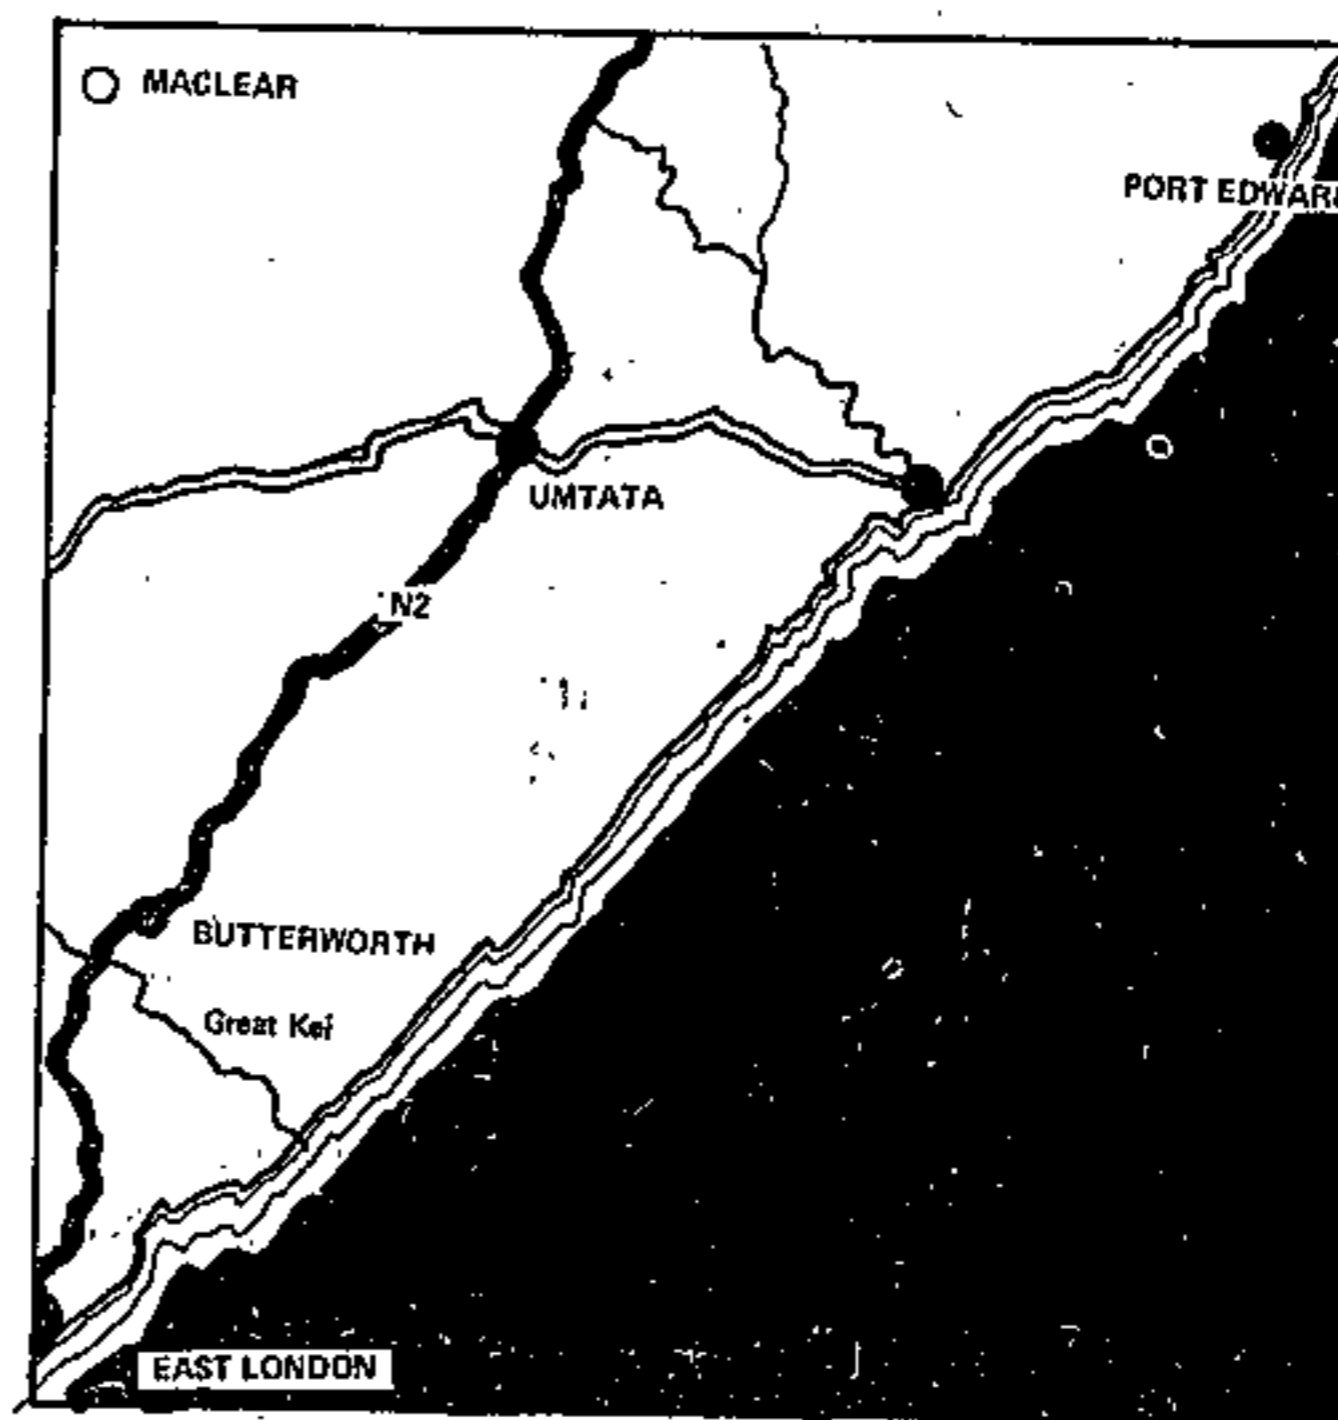 MACLEAR
PORT EDWARD
UMTATA
N2
BUTTERWORTH
Great Kei
EAST LONDON